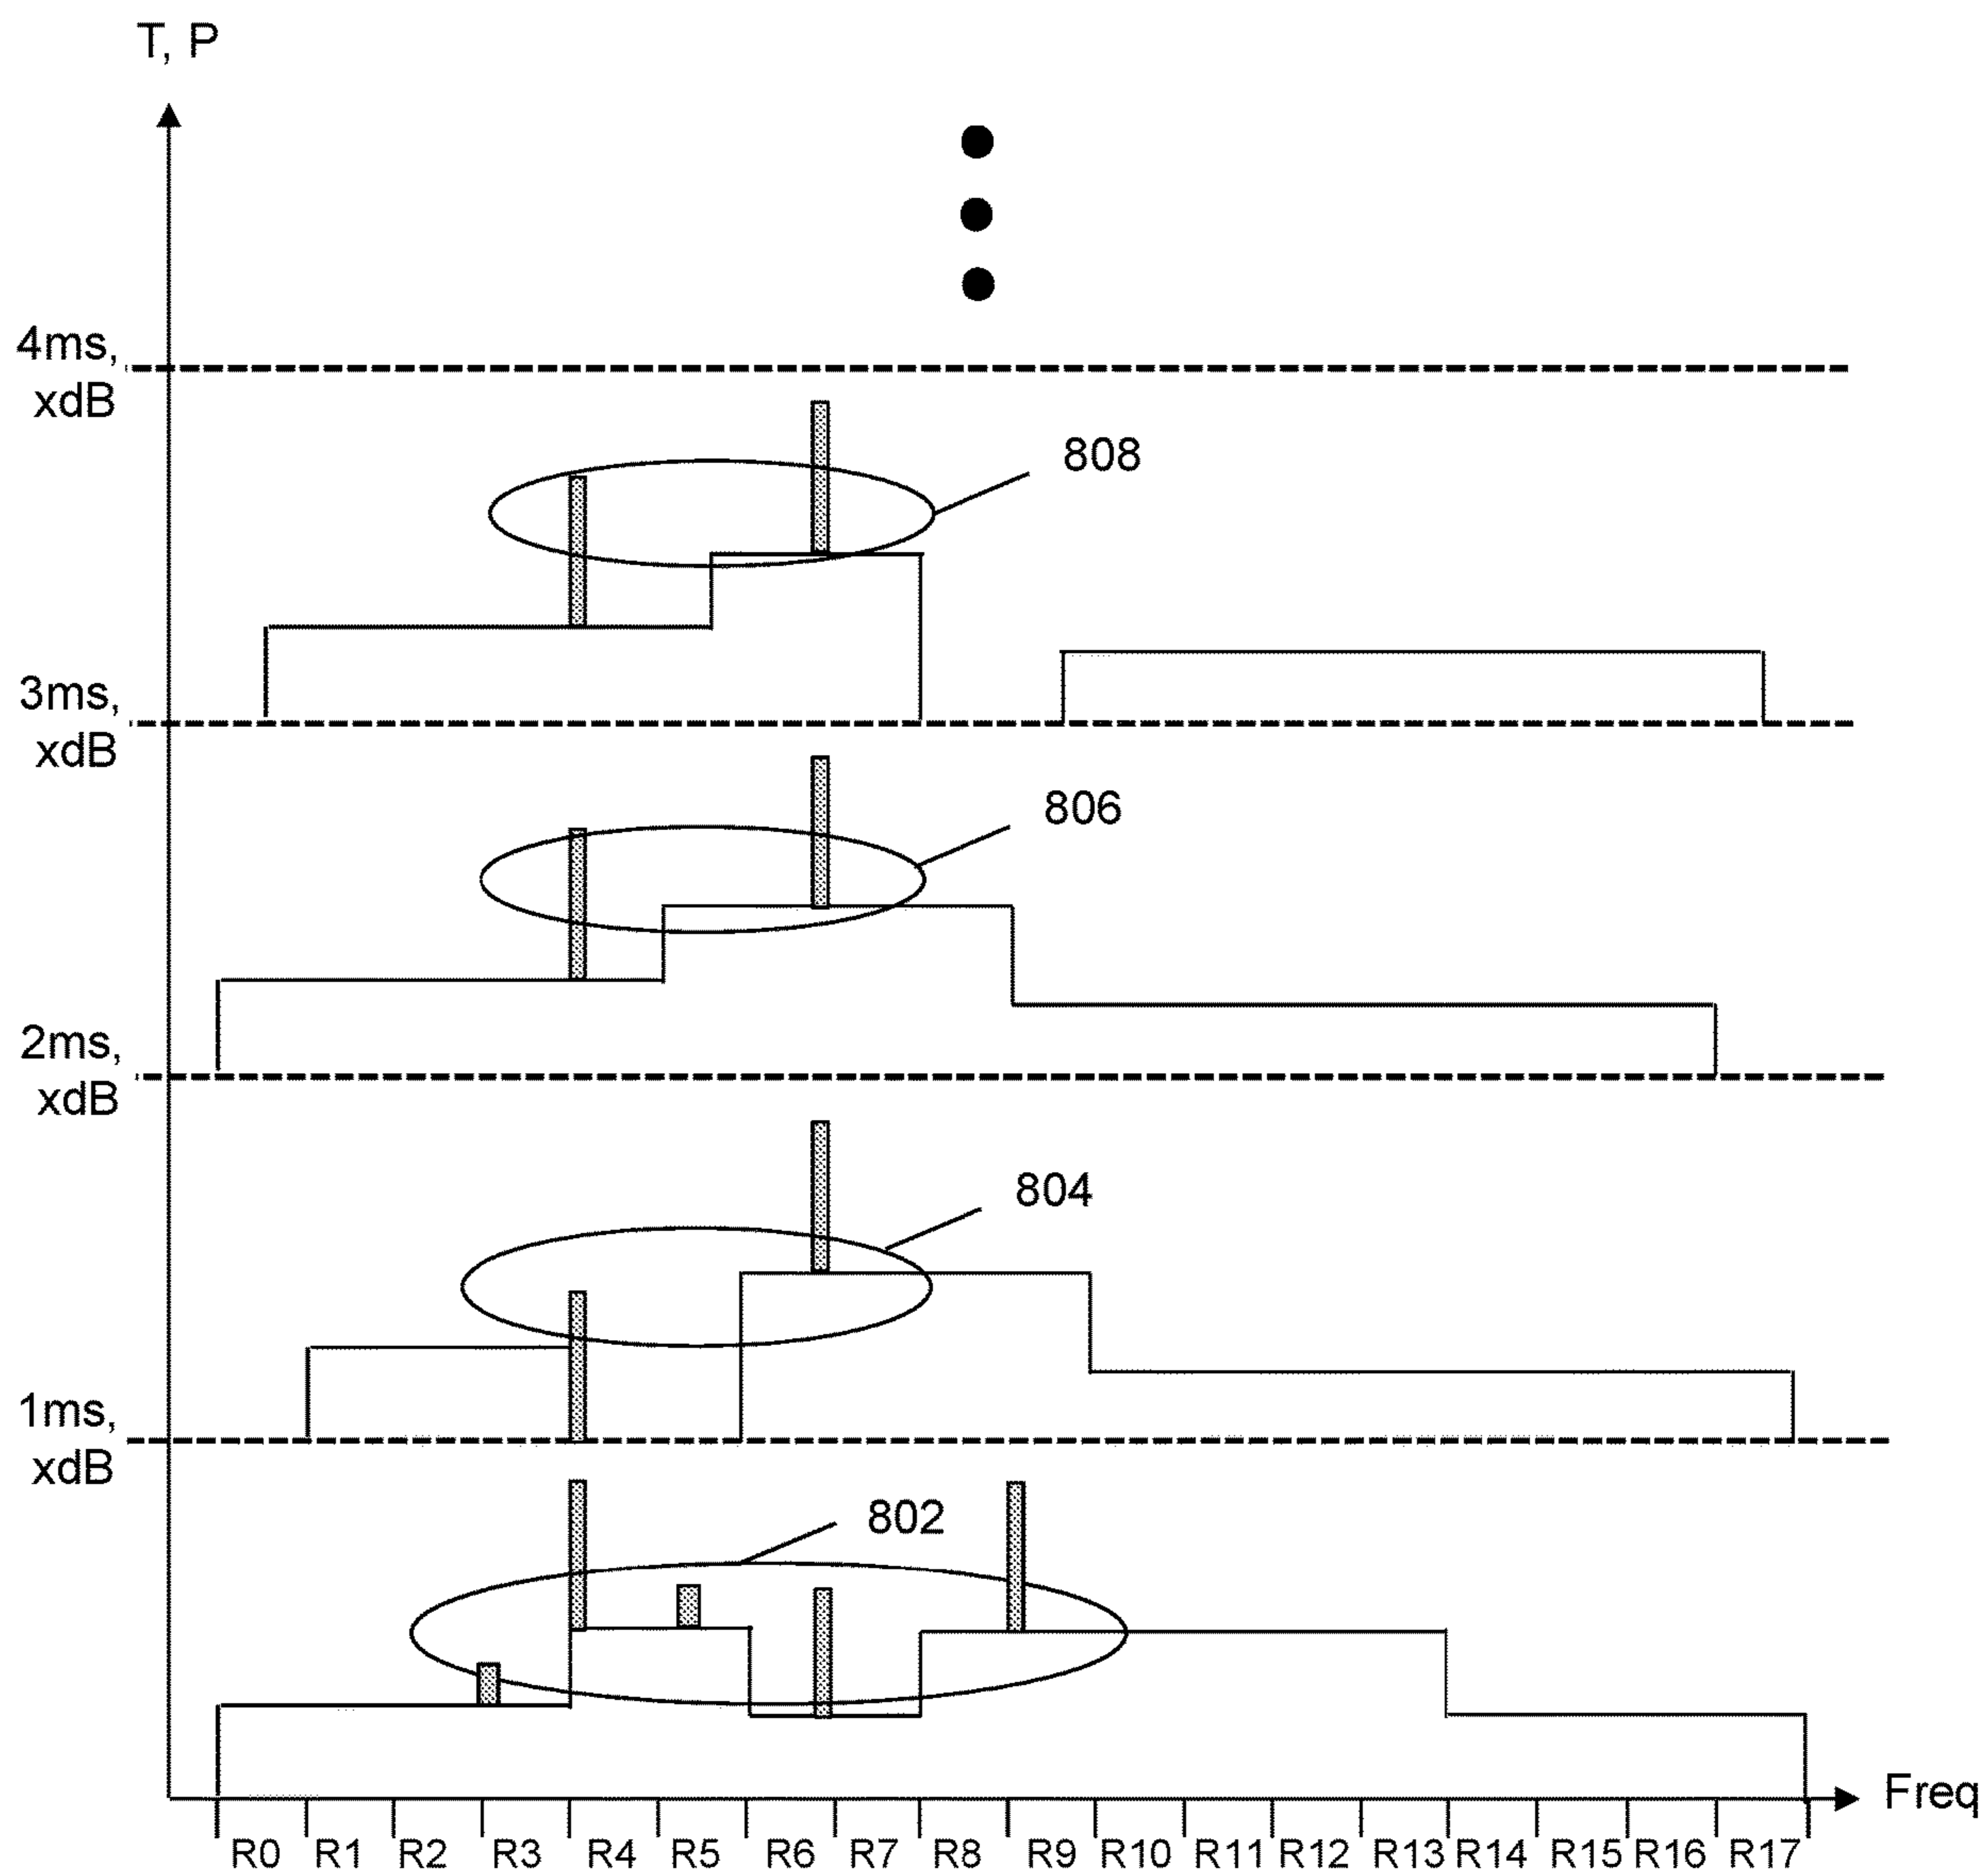 T, P
4ms,
xdB
808
3ms,
xdB
806
2ms,
xdB
804
1ms,
xdB
802
Freq
R0 R1 R2 R3 R4 R5 R6 R7 R8 R9 R10 R11 R12 R13 R14 R15 R16 R17